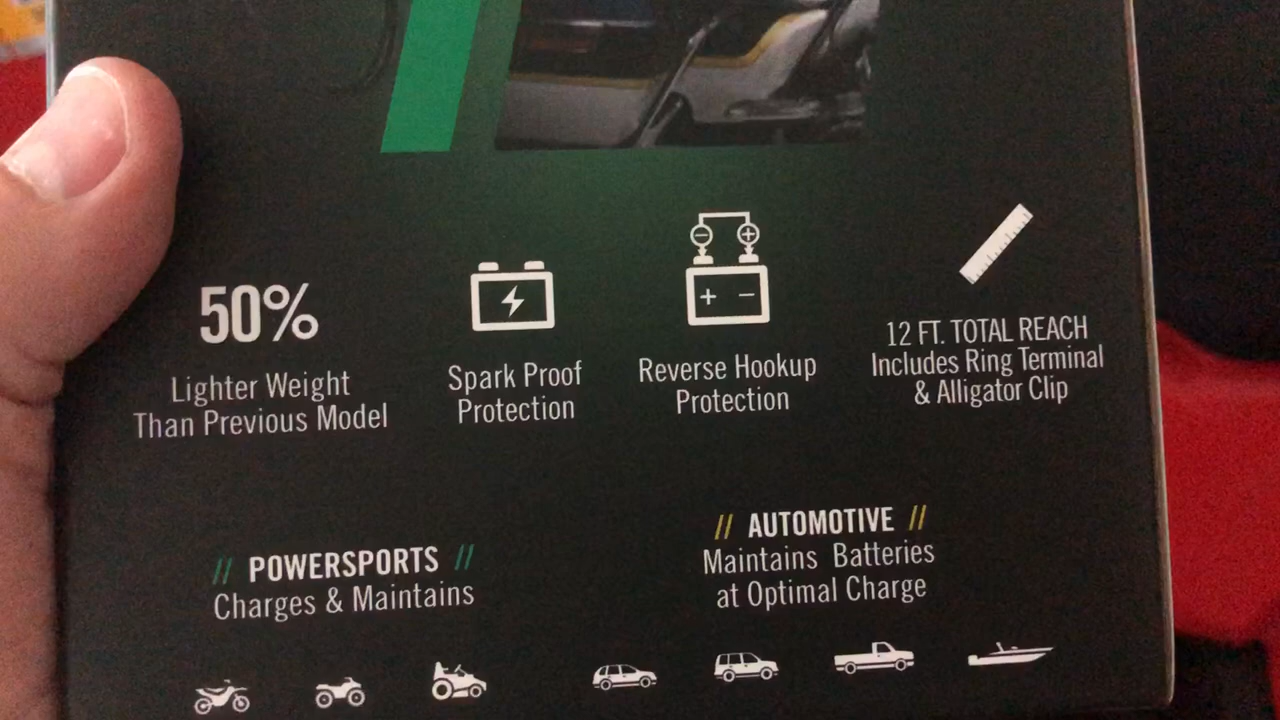 50%
Lighter Weight
Than Previous Model
Spark Proof
Protection
Reverse Hookup
Protection
12 FT. TOTAL REACH
Includes Ring Terminal
& Alligator Clip
// POWERSPORTS //
Charges & Maintains
// AUTOMOTIVE //
Maintains Batteries
at Optimal Charge